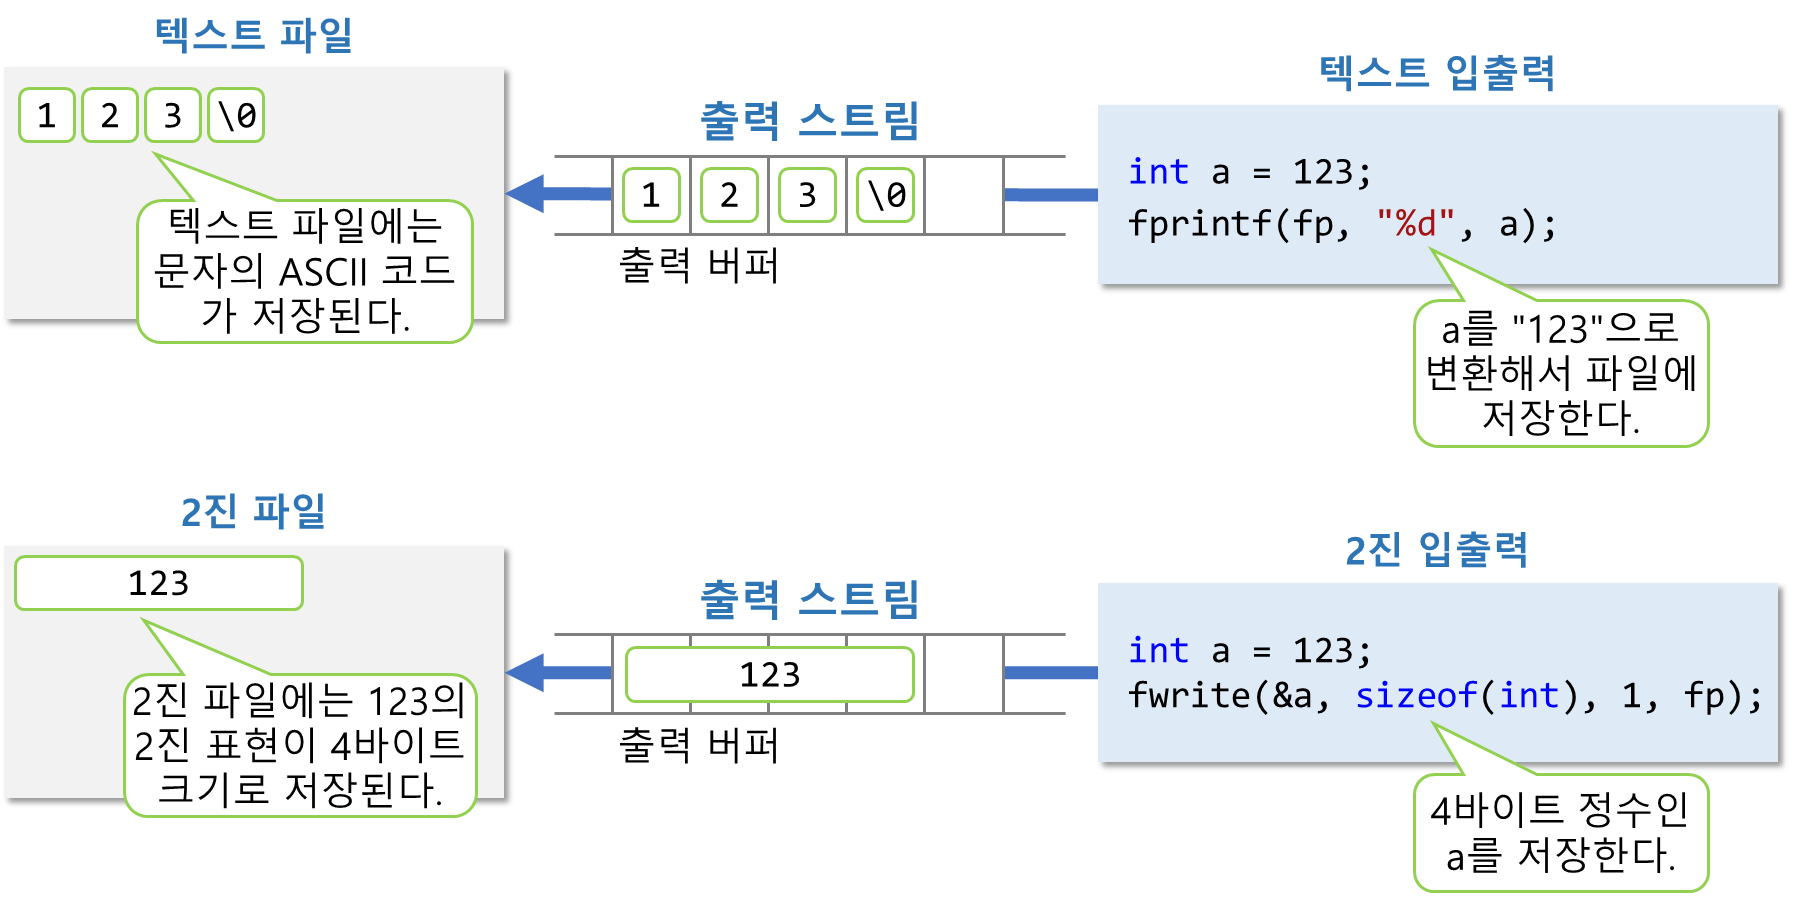 텍스트 파일
1 2 3 \0
텍스트 파일에는
문자의 ASCII 코드
가 저장된다.
출력 스트림
1 2 3 \0
출력 버퍼
텍스트 입출력
int a = 123;
fprintf(fp, "%d", a);
a를 "123"으로
변환해서 파일에
저장한다.
2진 파일
123
2진 파일에는 123의
2진 표현이 4바이트
크기로 저장된다.
출력 스트림
123
출력 버퍼
2진 입출력
int a = 123;
fwrite(&a, sizeof(int), 1, fp);
4바이트 정수인
a를 저장한다.